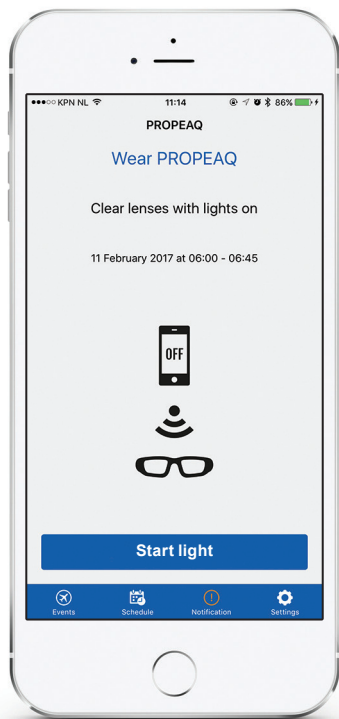 KPN NL 11:14 86%
PROPEAQ
Wear PROPEAQ
Clear lenses with lights on
11 February 2017 at 06:00 - 06:45
OFF
Start light
Events Schedule Notification Settings